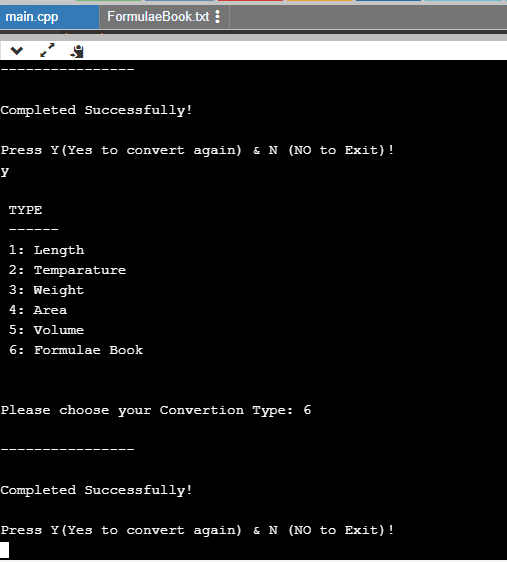 main.cpp FormulaeBook.txt
----------------
Completed Successfully!
Press Y(Yes to convert again) & N (NO to Exit)!
y
TYPE
------
1: Length
2: Temparature
3: Weight
4: Area
5: Volume
6: Formulae Book
Please choose your Convertion Type: 6
----------------
Completed Successfully!
Press Y(Yes to convert again) & N (NO to Exit)!